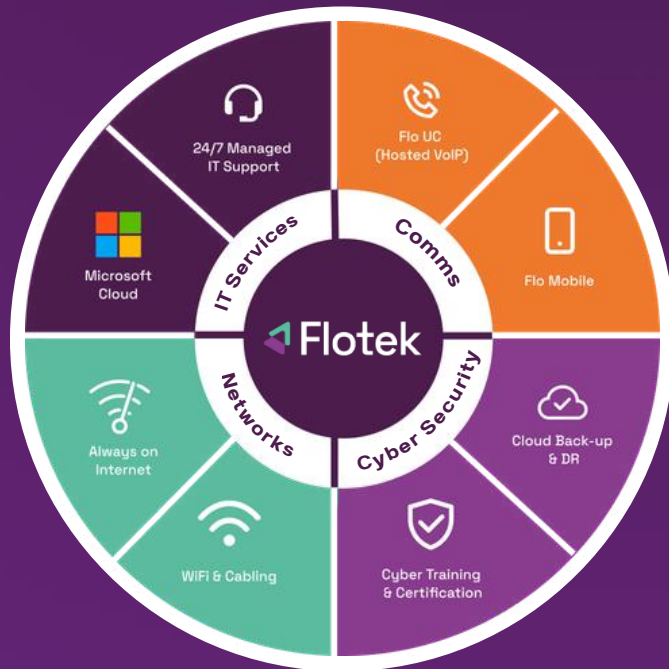 24/7 Managed
IT Support
Flo UC
(Hosted VoIP)
Microsoft
Cloud
Flo Mobile
IT Services
Comms
Flotek
Networks
Cyber Security
Always on
Internet
Cloud Back-up
& DR
WiFi & Cabling
Cyber Training
& Certification